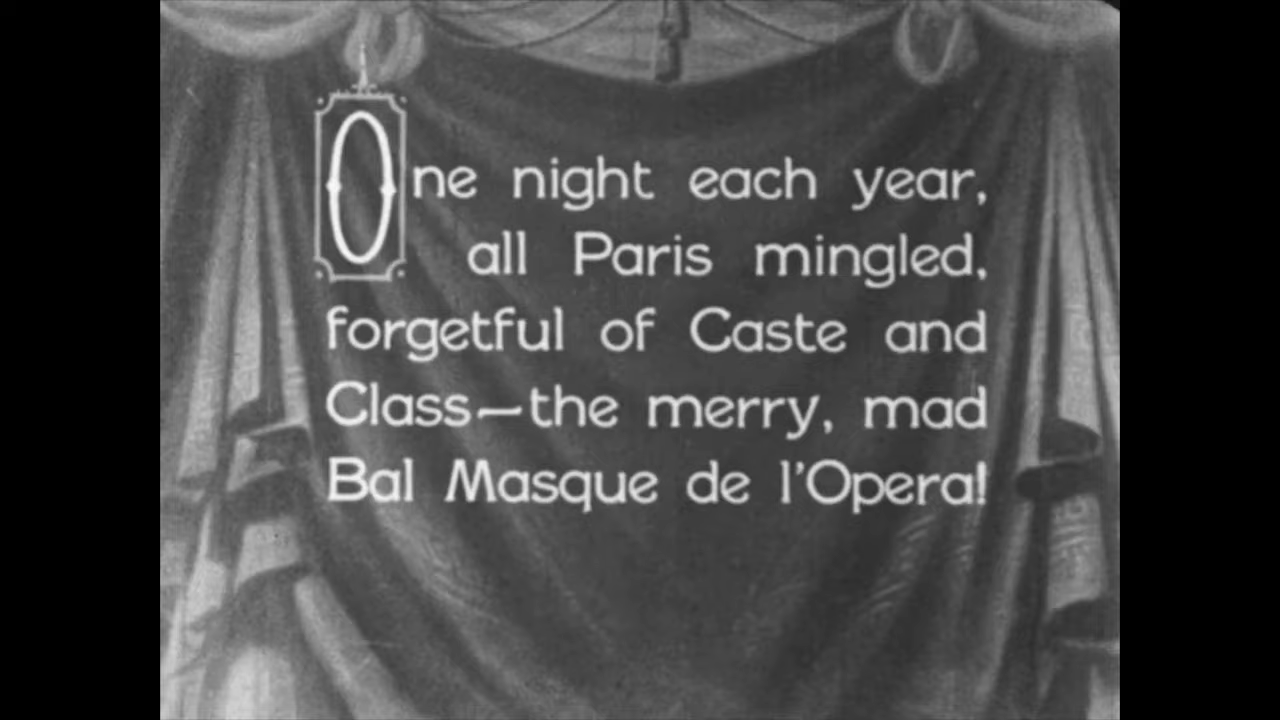 One night each year,
all Paris mingled,
forgetful of Caste and
Class—the merry, mad
Bal Masque de l'Opera!